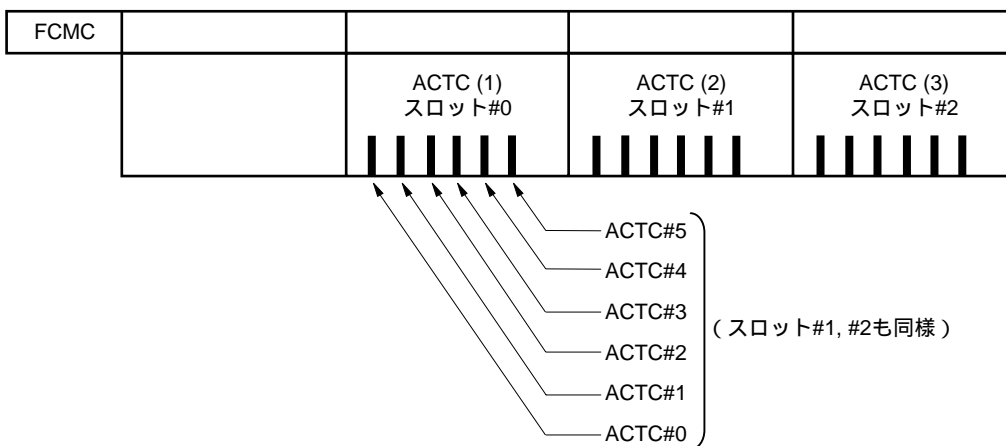 FCMC
ACTC (1)
スロット#0
ACTC (2)
スロット#1
ACTC (3)
スロット#2
ACTC#5
ACTC#4
ACTC#3
(スロット#1, #2も同様)
ACTC#2
ACTC#1
ACTC#0